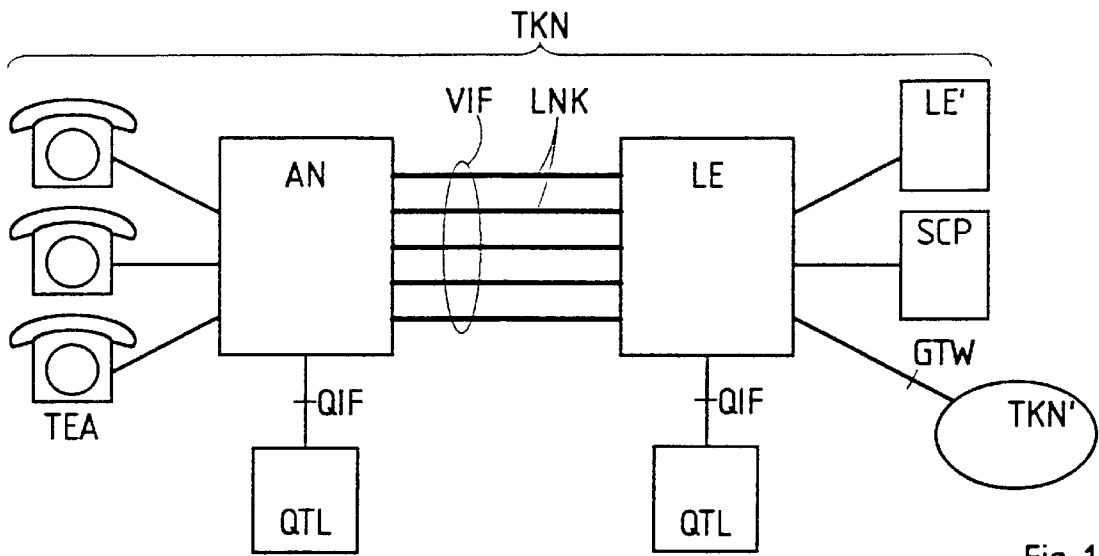 TKN
VIF LNK LE'
AN LE
SCP
GTW
TEA QIF QIF TKN'
QTL QTL
Fig. 1